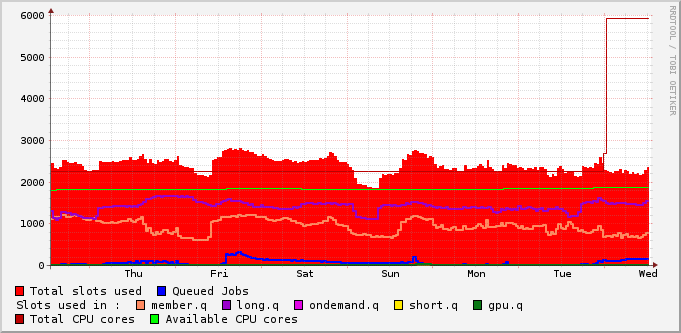 6000
5000
4000
3000
2000
1000
0
Thu Fri Sat Sun Mon Tue Wed
Total slots used Queued Jobs
Slots used in : member.q long.q ondemand.q short.q gpu.q
Total CPU cores Available CPU cores
RRDTOOL / TOBI OETIKER